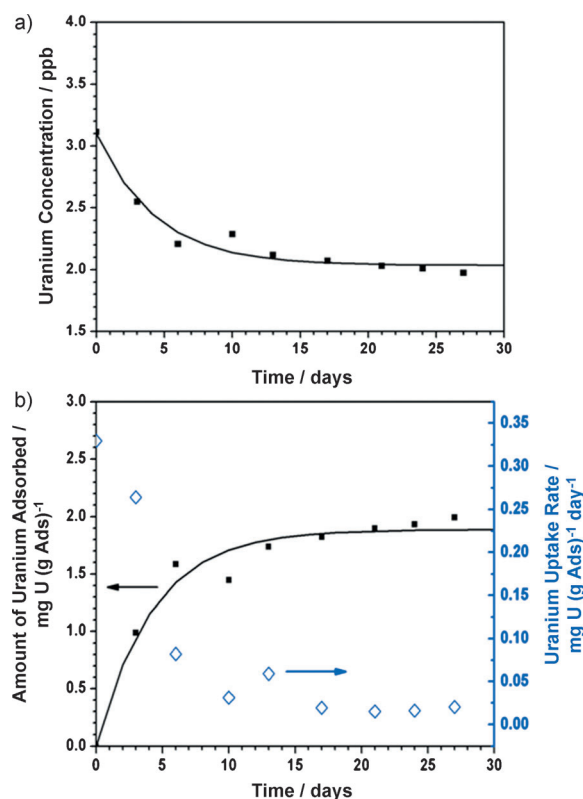 a)
4.0
3.5
3.0
2.5
2.0
1.5
Uranium Concentration / ppb
0 5 10 15 20 25 30
Time / days
b)
3.0
2.5
2.0
1.5
1.0
0.5
0.0
Amount of Uranium Adsorbed /
mg U (g Ads)⁻¹
0.35
0.30
0.25
0.20
0.15
0.10
0.05
0.00
Uranium Uptake Rate /
mg U (g Ads)⁻¹ day⁻¹
0 5 10 15 20 25 30
Time / days